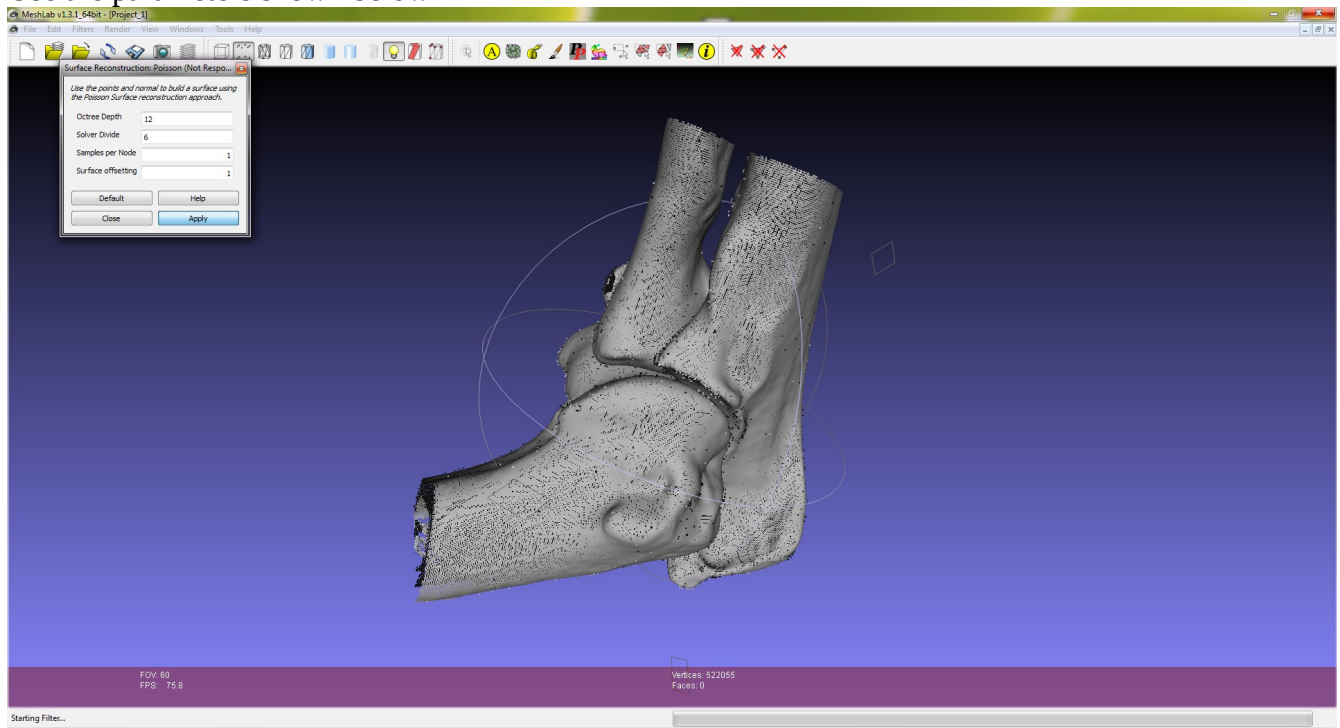 MeshLab v1.3.1_64bit - [Project_1]
File Edit Filters Render View Windows Tools Help
Surface Reconstruction: Poisson (Not Respo...
Use the points and normal to build a surface using
the Poisson Surface reconstruction approach.
Octree Depth 12
Solver Divide 6
Samples per Node 1
Surface offsetting 1
Default Help
Close Apply
FOV: 60 Vertices: 522055
FPS: 75.8 Faces: 0
Starting Filter...